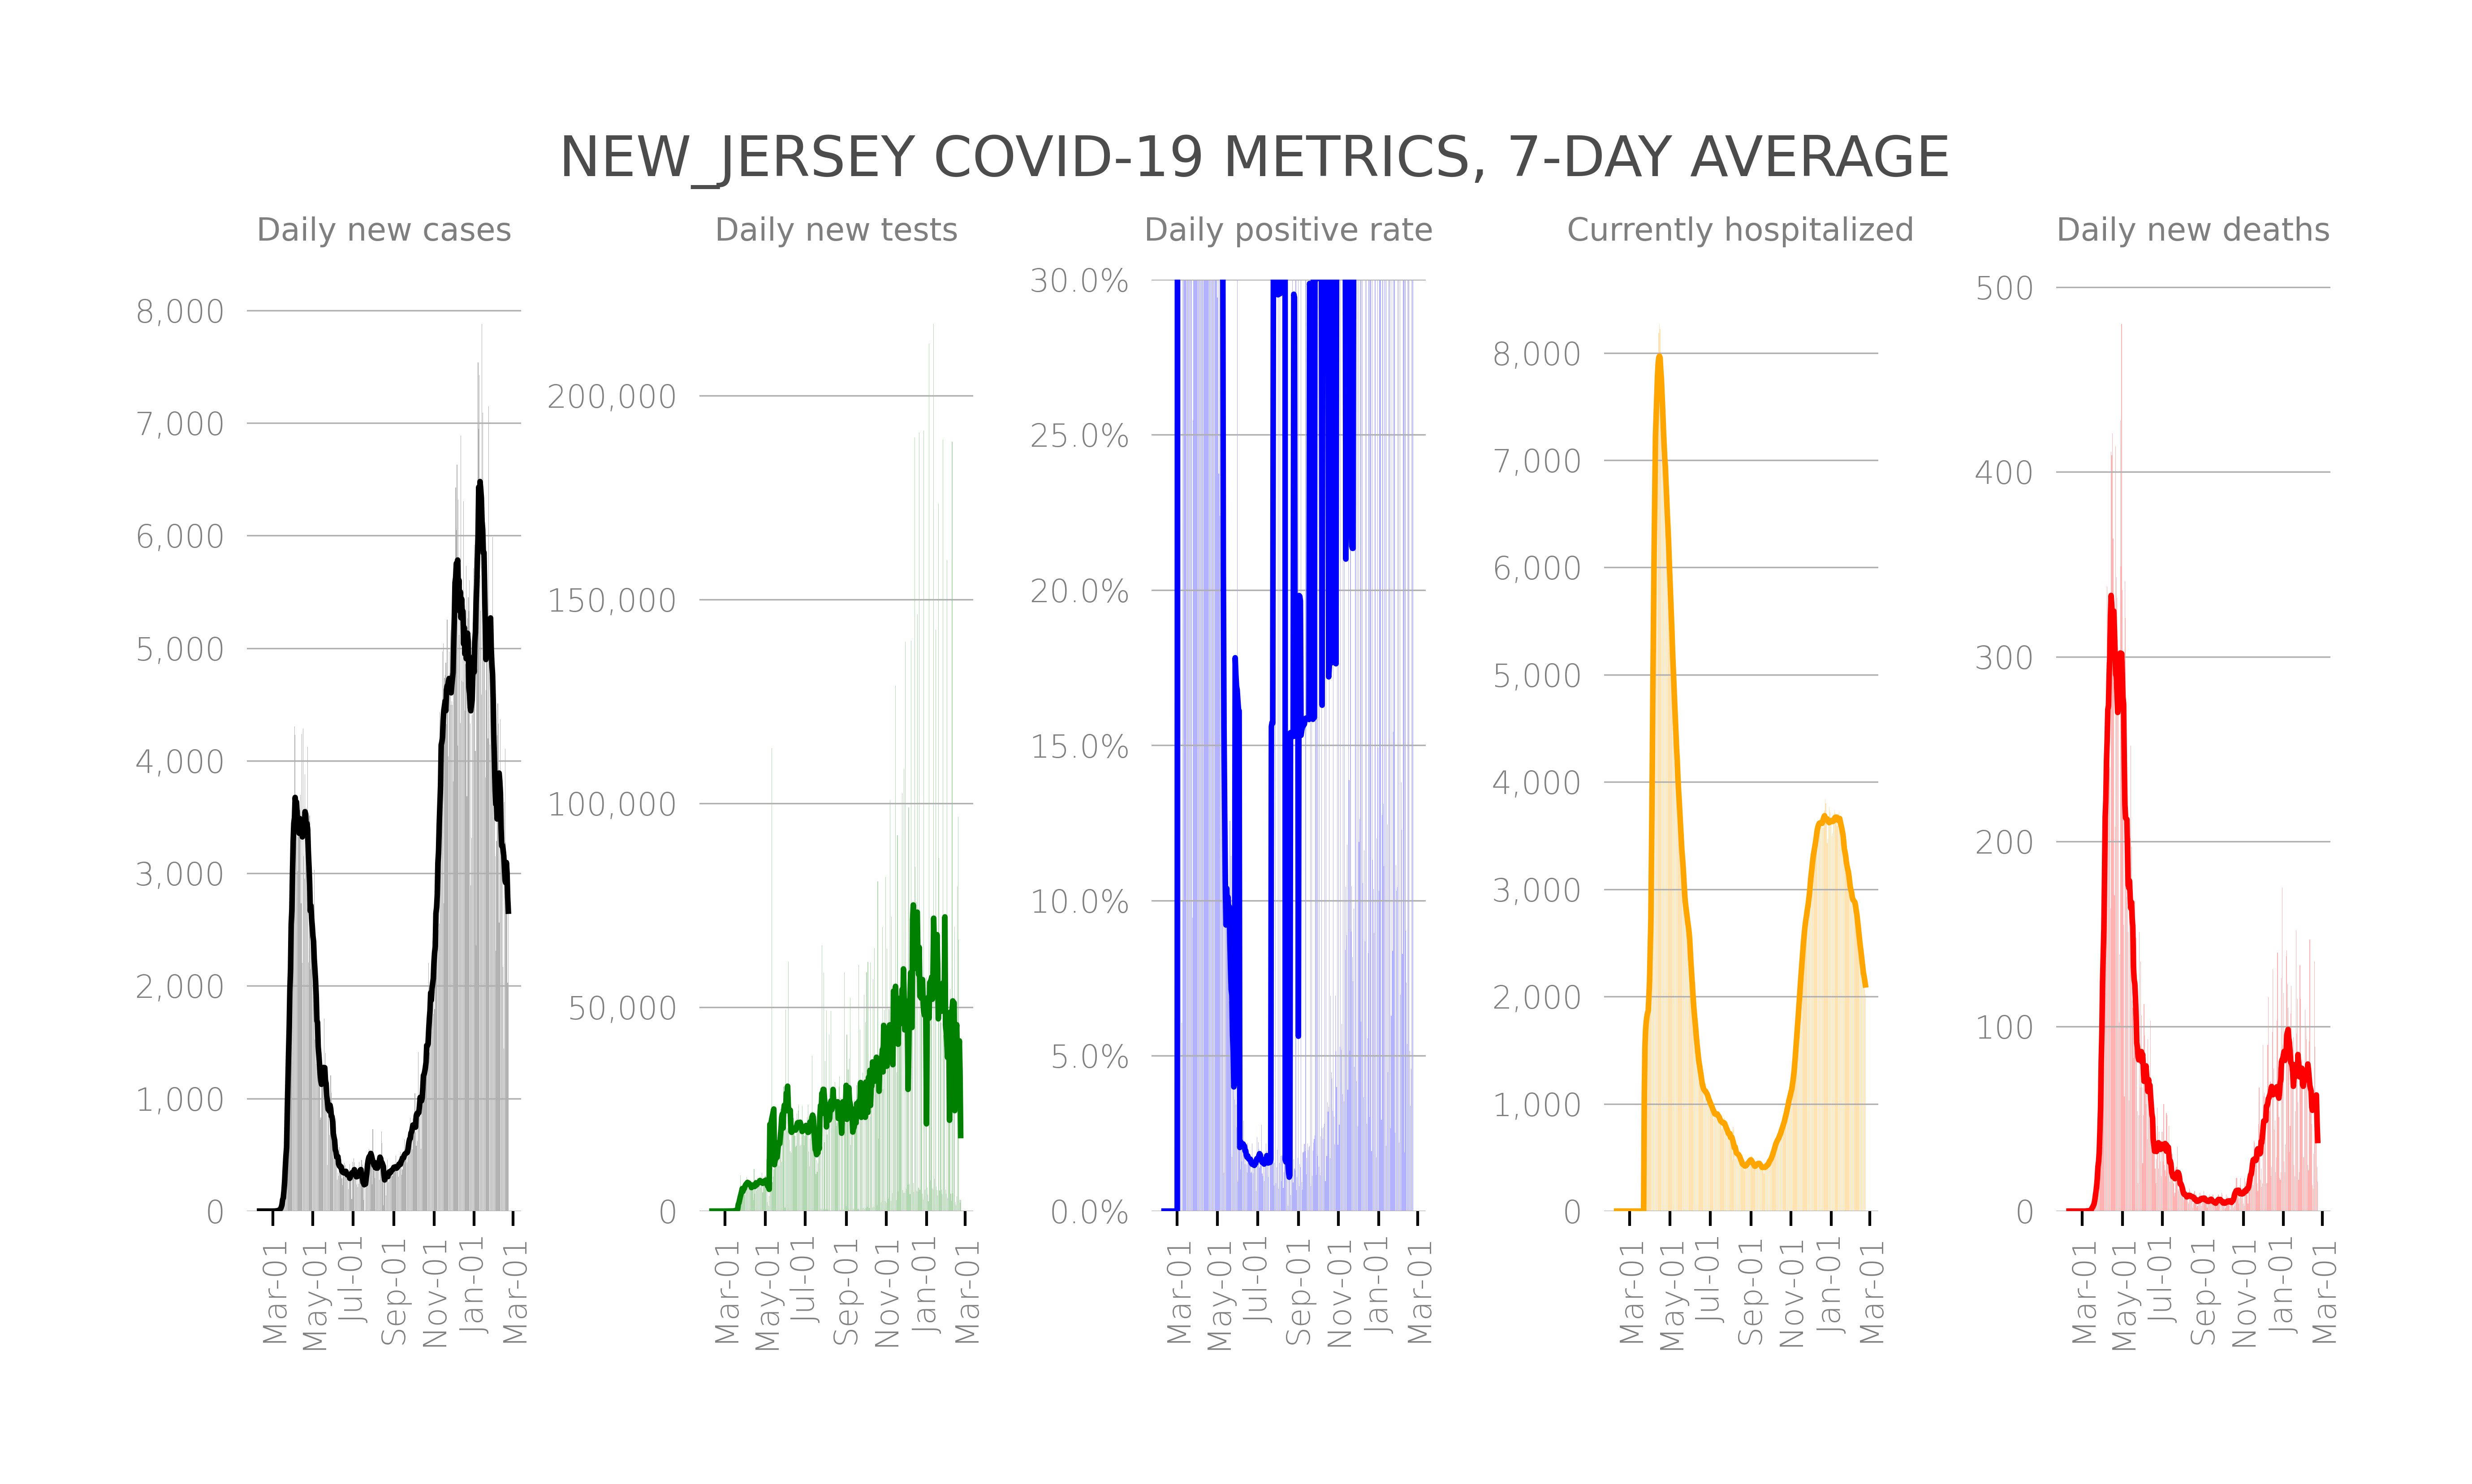 NEW_JERSEY COVID-19 METRICS, 7-DAY AVERAGE
Daily new cases
8,000
7,000
6,000
5,000
4,000
3,000
2,000
1,000
0
Mar-01
May-01
Jul-01
Sep-01
Nov-01
Jan-01
Mar-01
Daily new tests
200,000
150,000
100,000
50,000
0
Mar-01
May-01
Jul-01
Sep-01
Nov-01
Jan-01
Mar-01
Daily positive rate
30.0%
25.0%
20.0%
15.0%
10.0%
5.0%
0.0%
Mar-01
May-01
Jul-01
Sep-01
Nov-01
Jan-01
Mar-01
Currently hospitalized
8,000
7,000
6,000
5,000
4,000
3,000
2,000
1,000
0
Mar-01
May-01
Jul-01
Sep-01
Nov-01
Jan-01
Mar-01
Daily new deaths
500
400
300
200
100
0
Mar-01
May-01
Jul-01
Sep-01
Nov-01
Jan-01
Mar-01